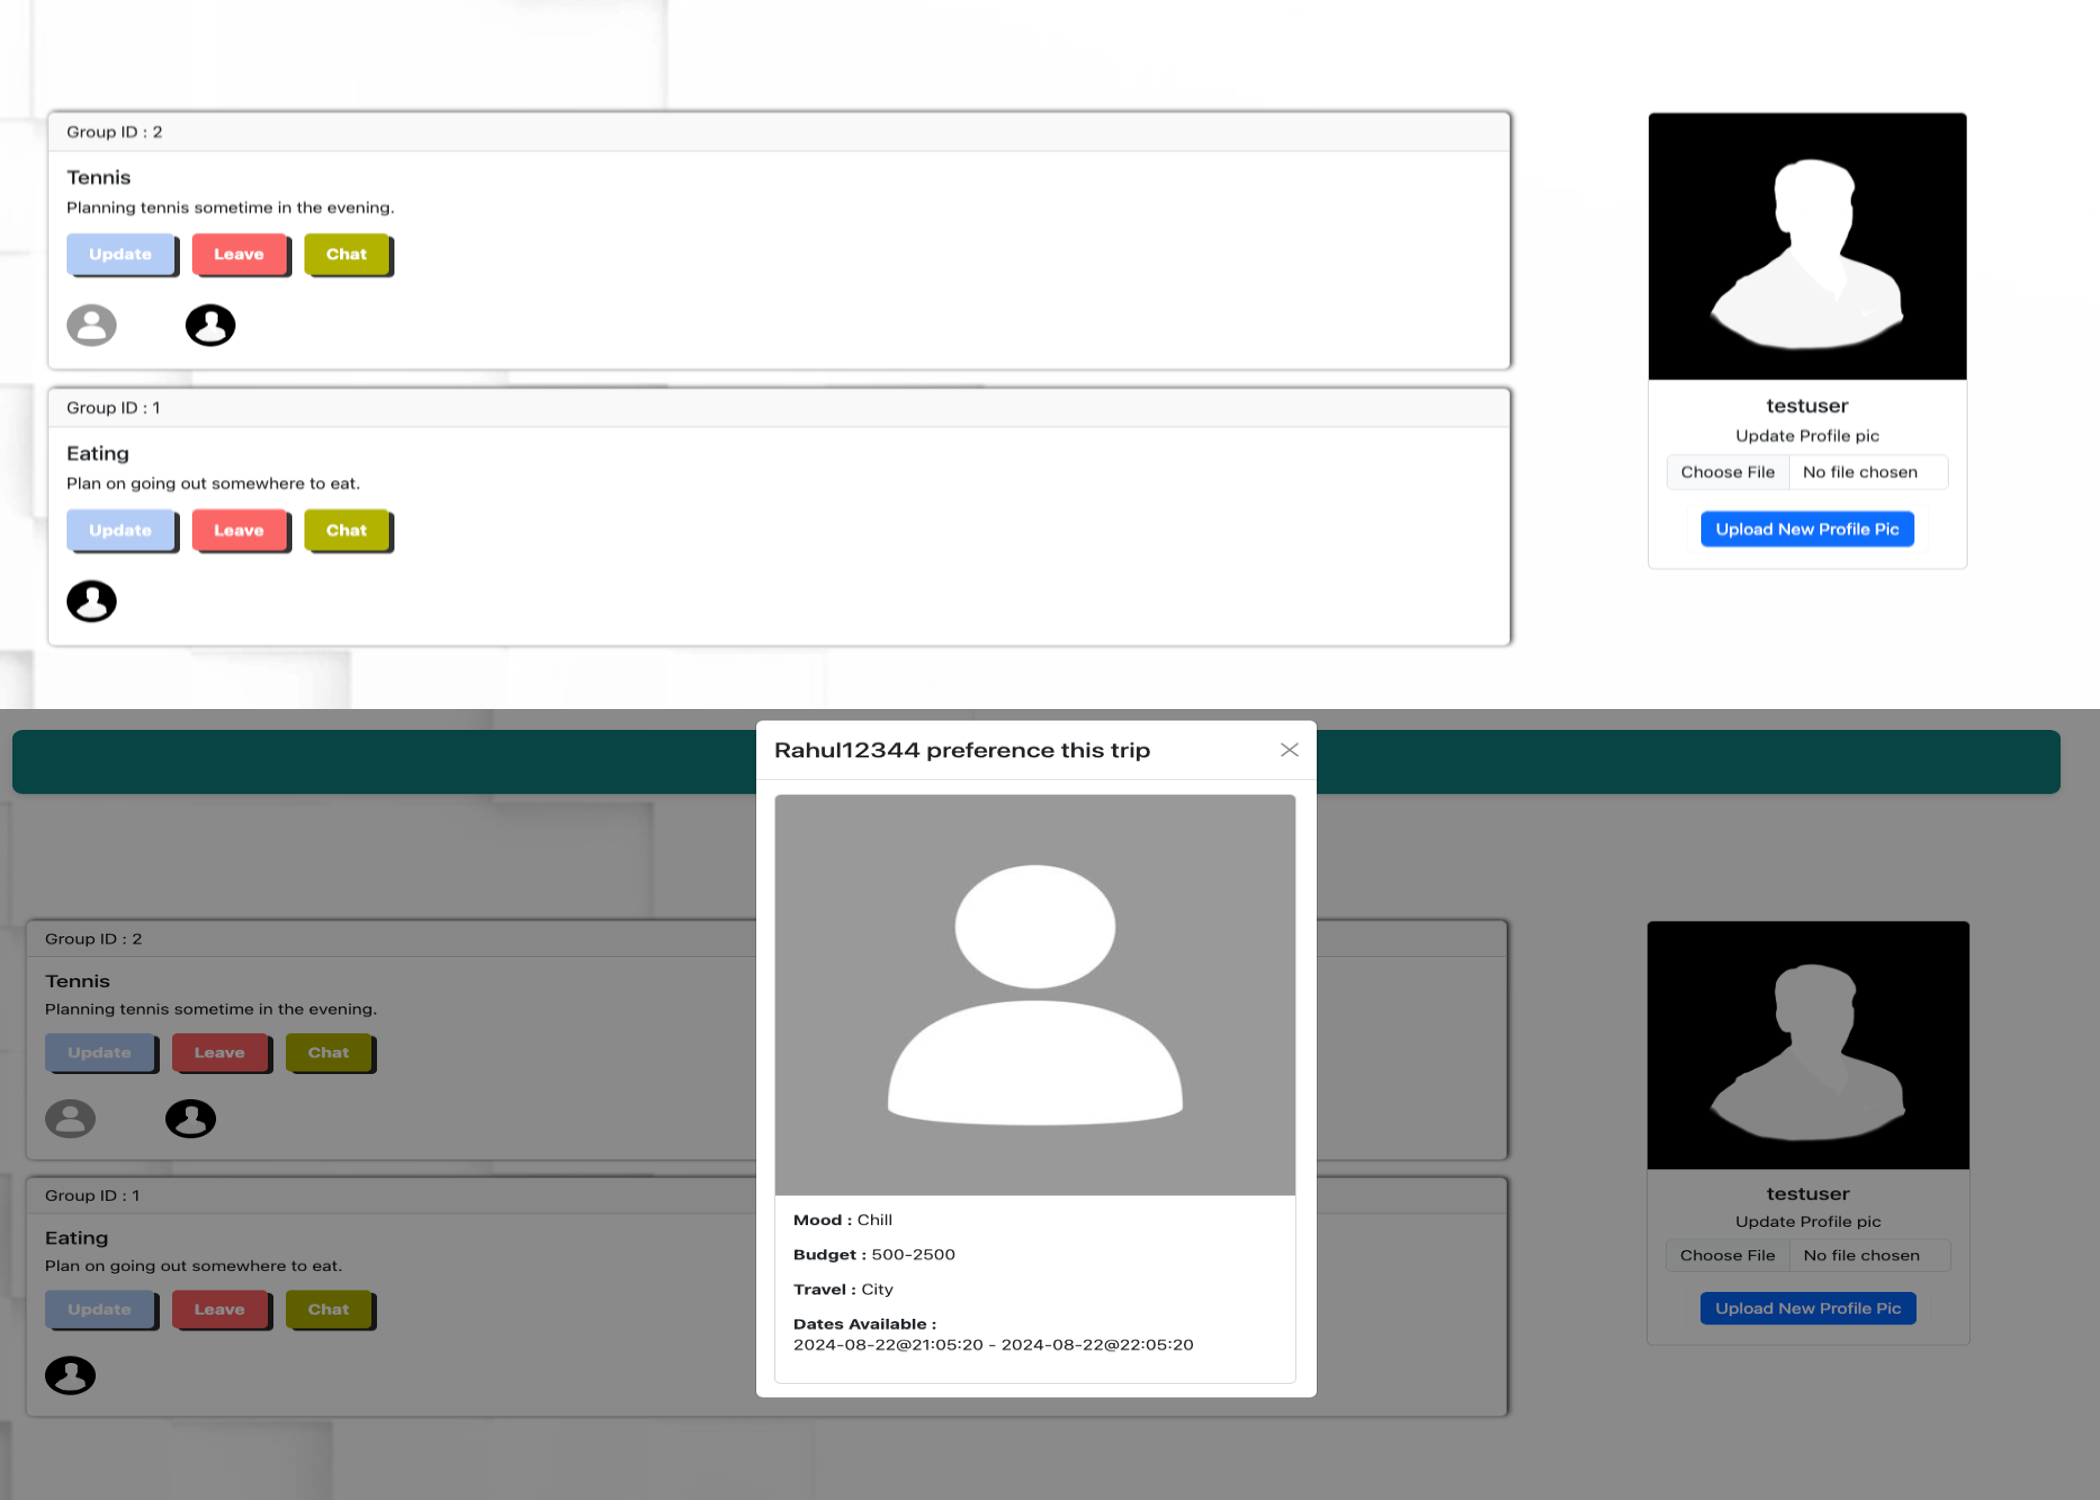 Group ID : 2
Tennis
Planning tennis sometime in the evening.
Update Leave Chat
Group ID : 1
Eating
Plan on going out somewhere to eat.
Update Leave Chat
testuser
Update Profile pic
Choose File No file chosen
Upload New Profile Pic
Rahul12344 preference this trip
Mood : Chill
Budget : 500-2500
Travel : City
Dates Available :
2024-08-22@21:05:20 - 2024-08-22@22:05:20
Group ID : 2
Tennis
Planning tennis sometime in the evening.
Update Leave Chat
Group ID : 1
Eating
Plan on going out somewhere to eat.
Update Leave Chat
testuser
Update Profile pic
Choose File No file chosen
Upload New Profile Pic